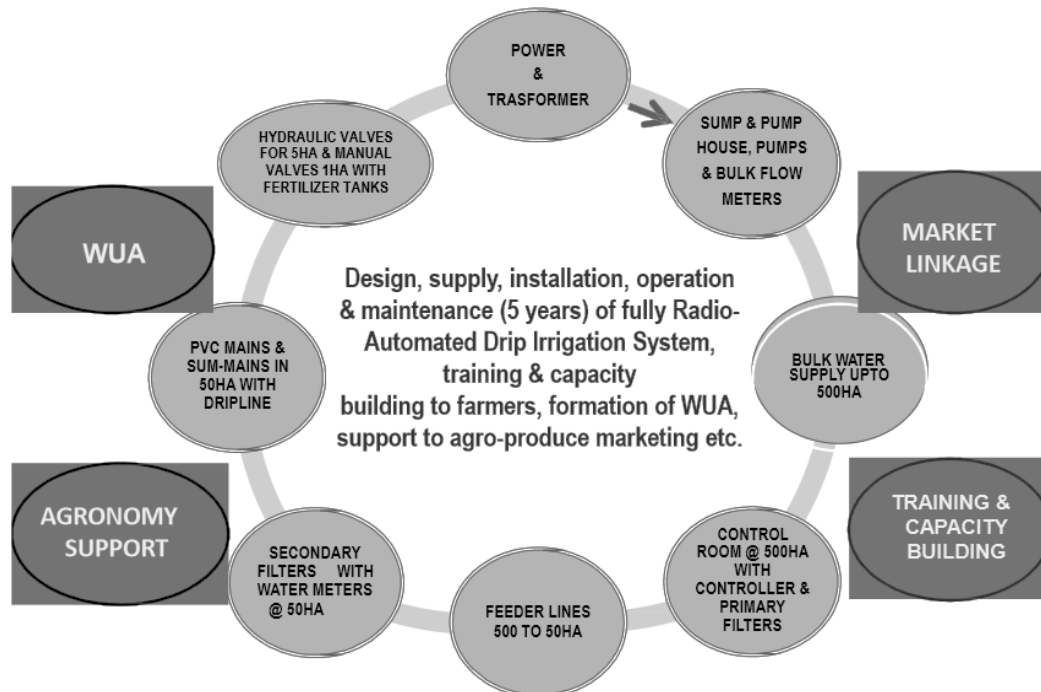 POWER
&
TRASFORMER
SUMP & PUMP
HOUSE, PUMPS
& BULK FLOW
METERS
HYDRAULIC VALVES
FOR 5HA & MANUAL
VALVES 1HA WITH
FERTILIZER TANKS
WUA
MARKET
LINKAGE
Design, supply, installation, operation
& maintenance (5 years) of fully Radio-
Automated Drip Irrigation System,
training & capacity
building to farmers, formation of WUA,
support to agro-produce marketing etc.
PVC MAINS &
SUM-MAINS IN
50HA WITH
DRIPLINE
BULK WATER
SUPPLY UPTO
500HA
AGRONOMY
SUPPORT
TRAINING &
CAPACITY
BUILDING
SECONDARY
FILTERS WITH
WATER METERS
@ 50HA
FEEDER LINES
500 TO 50HA
CONTROL
ROOM @ 500HA
WITH
CONTROLLER &
PRIMARY
FILTERS